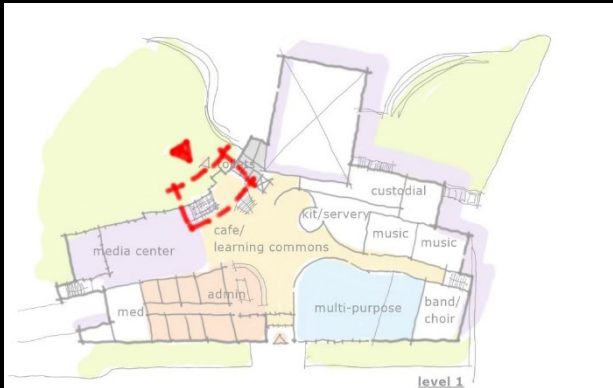 custodial
kit/servery
music
music
cafe/
learning commons
media center
admin
med
multi-purpose
band/
choir
level 1